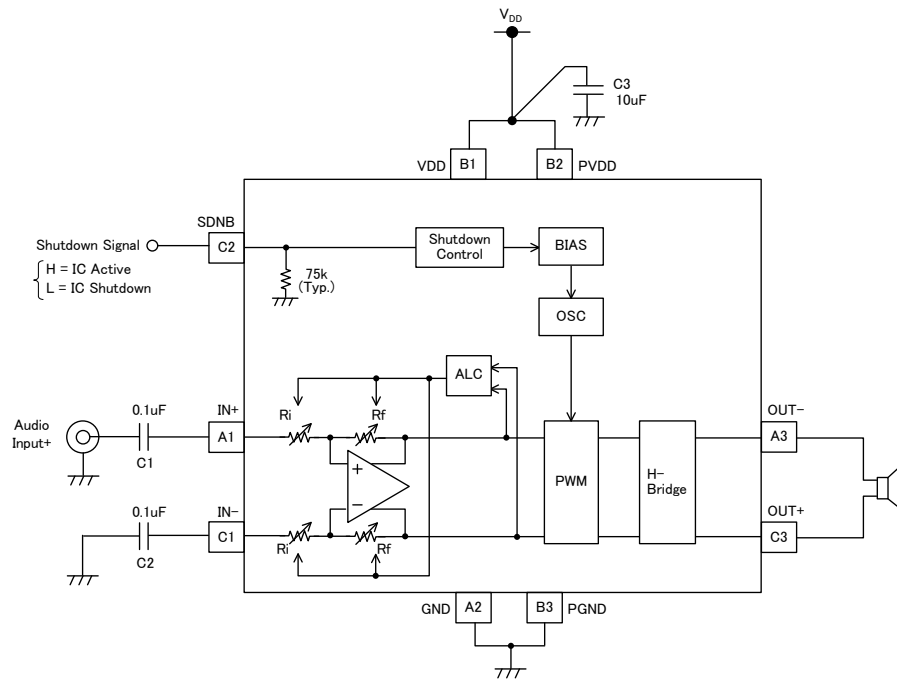 VDD
C3
10uF
VDD
B1
B2
PVDD
SDNB
Shutdown Signal
C2
H = IC Active
L = IC Shutdown
75k
(Typ.)
Shutdown
Control
BIAS
OSC
ALC
Audio
Input+
0.1uF
C1
IN+
A1
Ri
Rf
+
−
PWM
H-
Bridge
OUT-
A3
0.1uF
C2
IN-
C1
Ri
Rf
OUT+
C3
GND
A2
B3
PGND